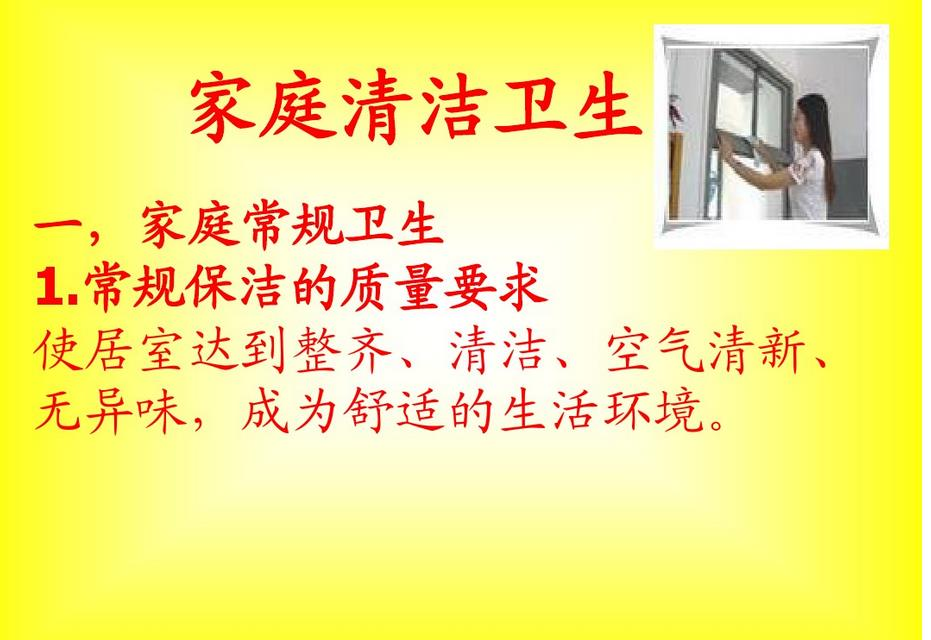 家庭清洁卫生
一，家庭常规卫生
1.常规保洁的质量要求
使居室达到整齐、清洁、空气清新、
无异味，成为舒适的生活环境。